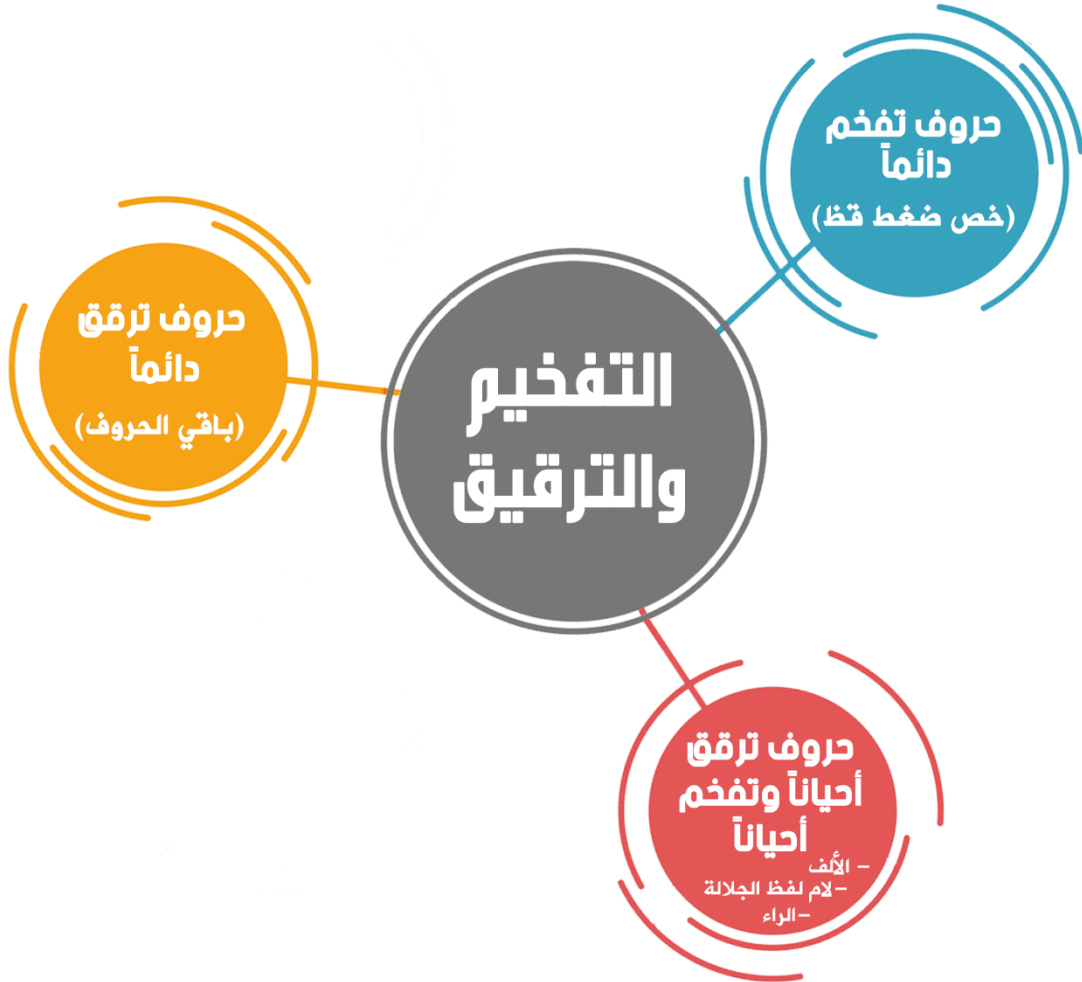 التفخيم
والترقيق
حروف تفخم
دائماً
(خص ضغط قظ)
حروف ترقق
دائماً
(باقي الحروف)
حروف ترقق
أحياناً وتفخم
أحياناً
- الألف
-لام لفظ الجلالة
-الراء